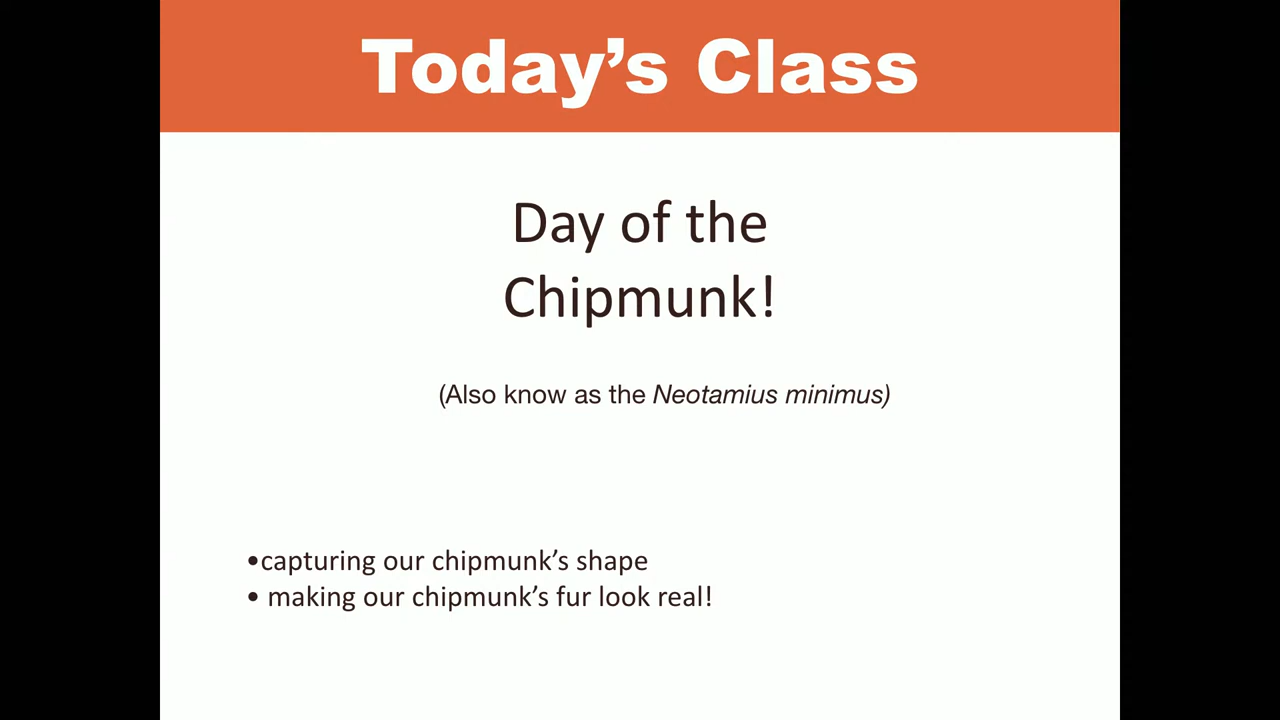 Today’s Class
Day of the
Chipmunk!
(Also know as the Neotamius minimus)
•capturing our chipmunk’s shape
• making our chipmunk’s fur look real!